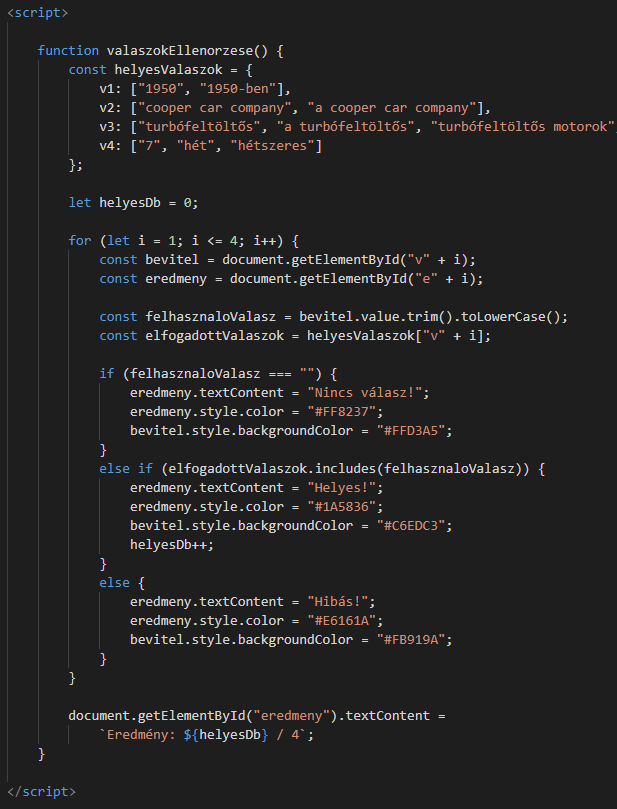 <script>
function valaszokEllenorzese() {
const helyesValaszok = {
v1: ["1950", "1950-ben"],
v2: ["cooper car company", "a cooper car company"],
v3: ["turbófeltöltős", "a turbófeltöltős", "turbófeltöltős motorok",
v4: ["7", "hét", "hétszeres"]
};
let helyesDb = 0;
for (let i = 1; i <= 4; i++) {
const bevitel = document.getElementById("v" + i);
const eredmeny = document.getElementById("e" + i);
const felhasznaloValasz = bevitel.value.trim().toLowerCase();
const elfogadottValaszok = helyesValaszok["v" + i];
if (felhasznaloValasz === "") {
eredmeny.textContent = "Nincs válasz!";
eredmeny.style.color = "#FF8237";
bevitel.style.backgroundColor = "#FFD3A5";
}
else if (elfogadottValaszok.includes(felhasznaloValasz)) {
eredmeny.textContent = "Helyes!";
eredmeny.style.color = "#1A5836";
bevitel.style.backgroundColor = "#C6EDC3";
helyesDb++;
}
else {
eredmeny.textContent = "Hibás!";
eredmeny.style.color = "#E6161A";
bevitel.style.backgroundColor = "#FB919A";
}
}
document.getElementById("eredmeny").textContent =
`Eredmény: ${helyesDb} / 4`;
}
</script>